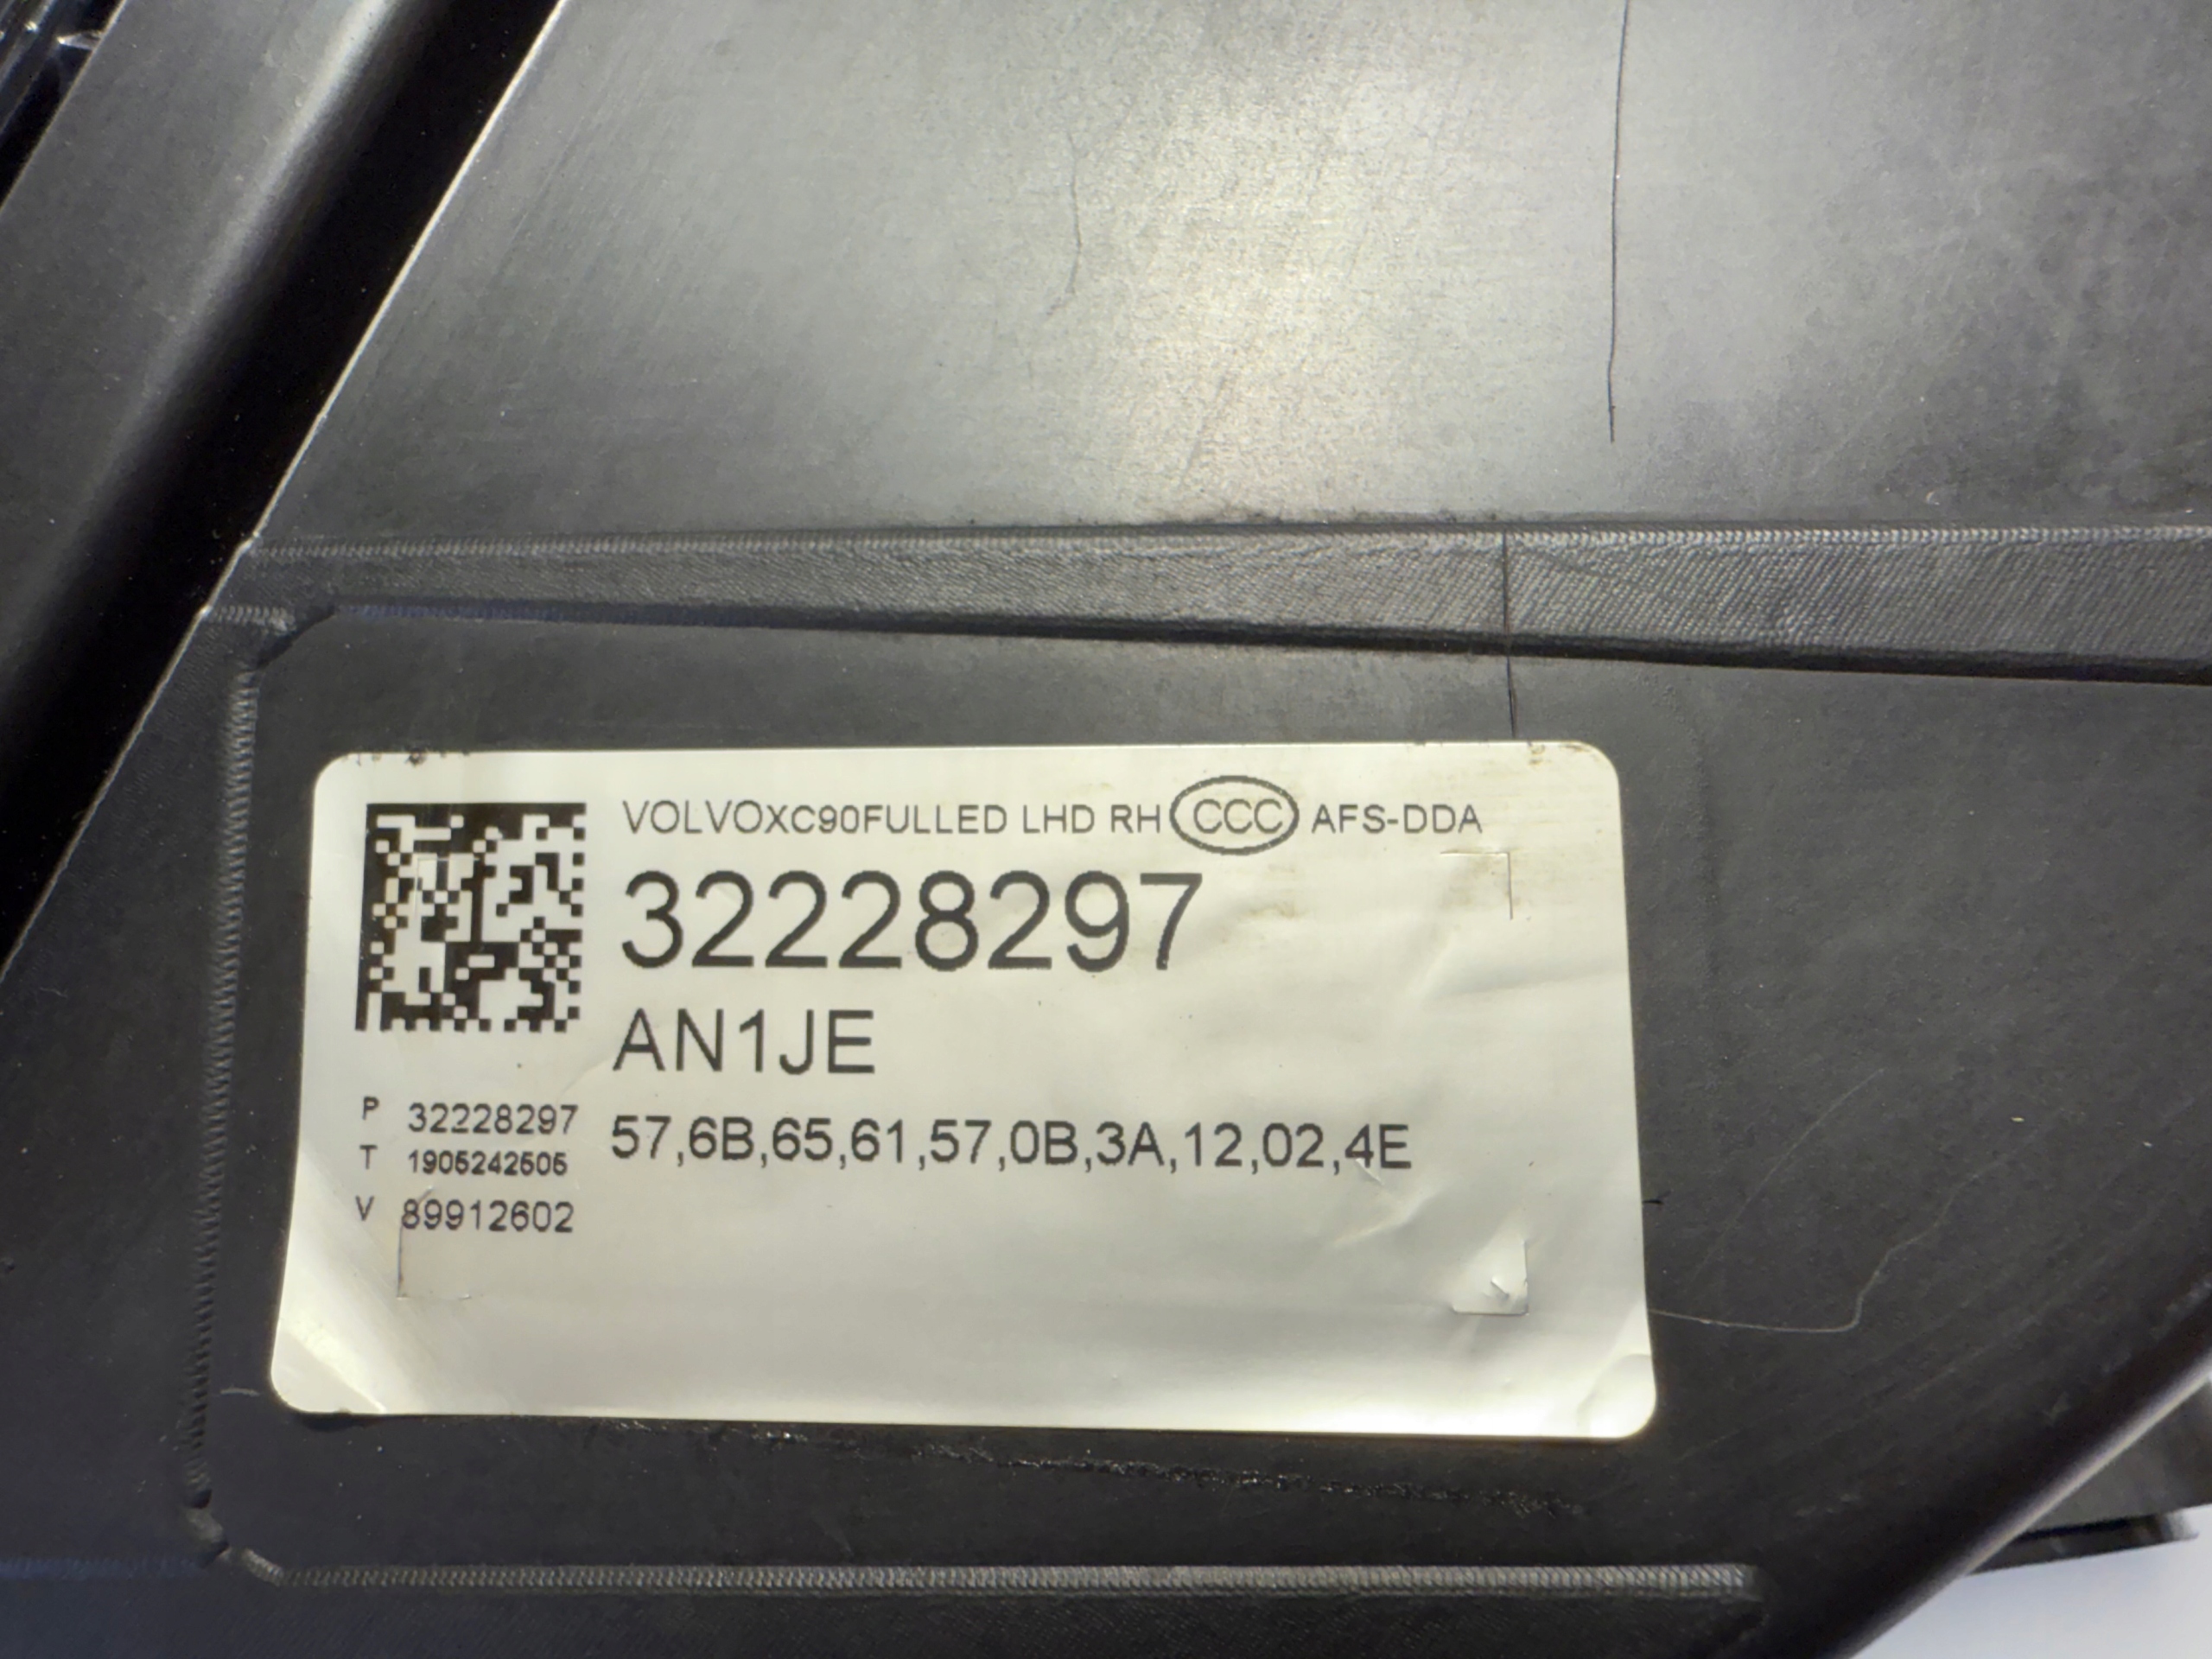 VOLVOXC90FULLED LHD RH CCC AFS-DDA
32228297
AN1JE
P 32228297
T 1905242505
V 89912602
57,6B,65,61,57,0B,3A,12,02,4E